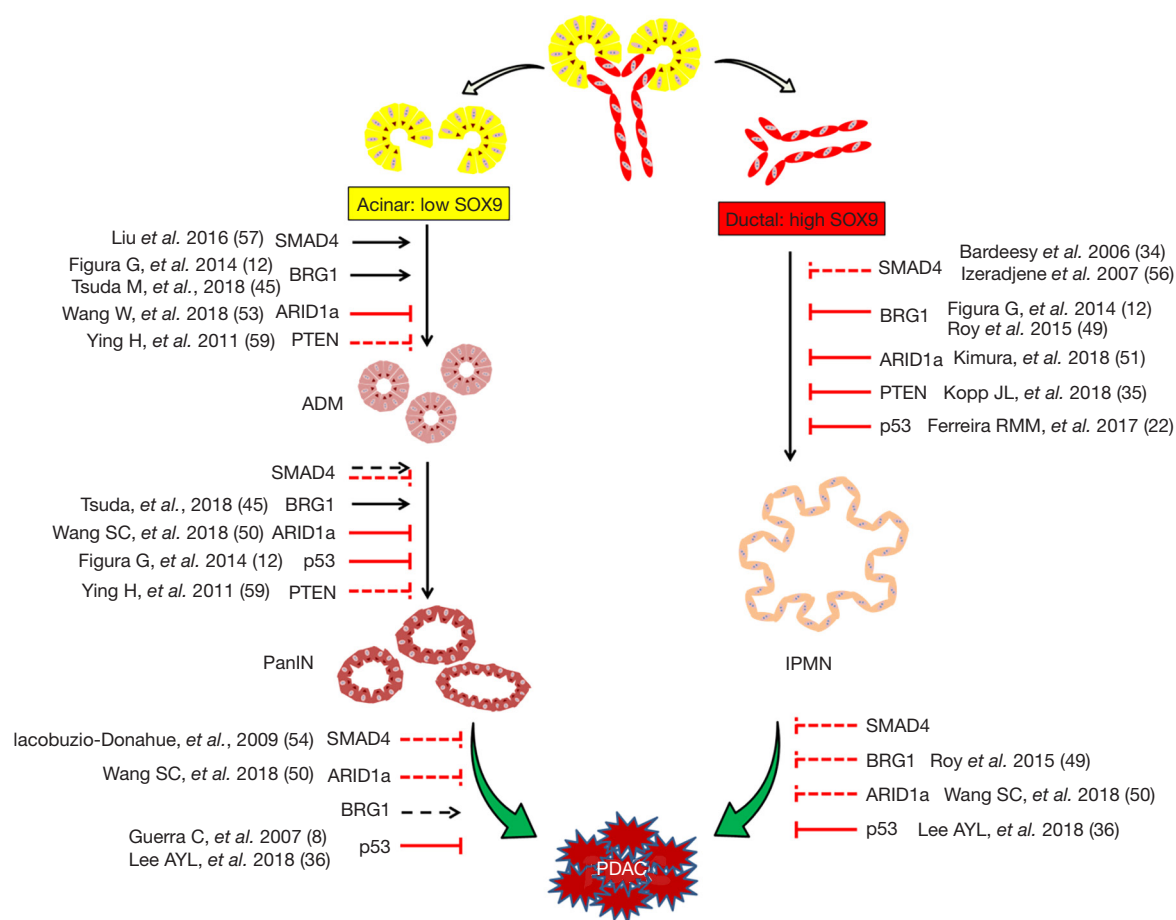 Acinar: low SOX9
Liu et al. 2016 (57) SMAD4
Figura G, et al. 2014 (12)
Tsuda M, et al., 2018 (45)
BRG1
Wang W, et al. 2018 (53) ARID1a
Ying H, et al. 2011 (59) PTEN
ADM
SMAD4
Tsuda, et al., 2018 (45) BRG1
Wang SC, et al. 2018 (50) ARID1a
Figura G, et al. 2014 (12) p53
Ying H, et al. 2011 (59) PTEN
PanIN
Iacobuzio-Donahue, et al., 2009 (54) SMAD4
Wang SC, et al. 2018 (50) ARID1a
BRG1
Guerra C, et al. 2007 (8)
Lee AYL, et al. 2018 (36)
p53
Ductal: high SOX9
SMAD4
Bardeesy et al. 2006 (34)
Izeradjene et al. 2007 (56)
BRG1
Figura G, et al. 2014 (12)
Roy et al. 2015 (49)
ARID1a Kimura, et al. 2018 (51)
PTEN Kopp JL, et al. 2018 (35)
p53 Ferreira RMM, et al. 2017 (22)
IPMN
SMAD4
BRG1 Roy et al. 2015 (49)
ARID1a Wang SC, et al. 2018 (50)
p53 Lee AYL, et al. 2018 (36)
PDAC